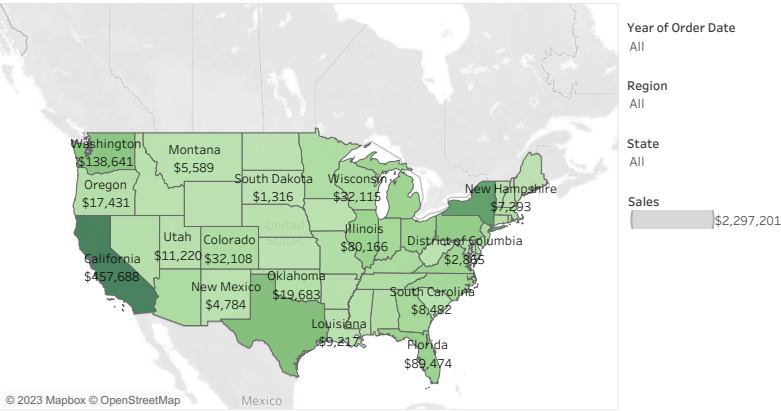 Washington
$138,641
Montana
$5,589
Oregon
$17,431
South Dakota
$1,316
Wisconsin
$32,115
New Hampshire
$7,293
United
States
Illinois
$80,166
District of Columbia
$2,865
Utah
$11,220
Colorado
$32,108
California
$457,688
Oklahoma
$19,683
New Mexico
$4,784
South Carolina
$8,482
Louisiana
$9,217
Florida
$89,474
Mexico
© 2023 Mapbox © OpenStreetMap
Year of Order Date
All
Region
All
State
All
Sales
$2,297,201